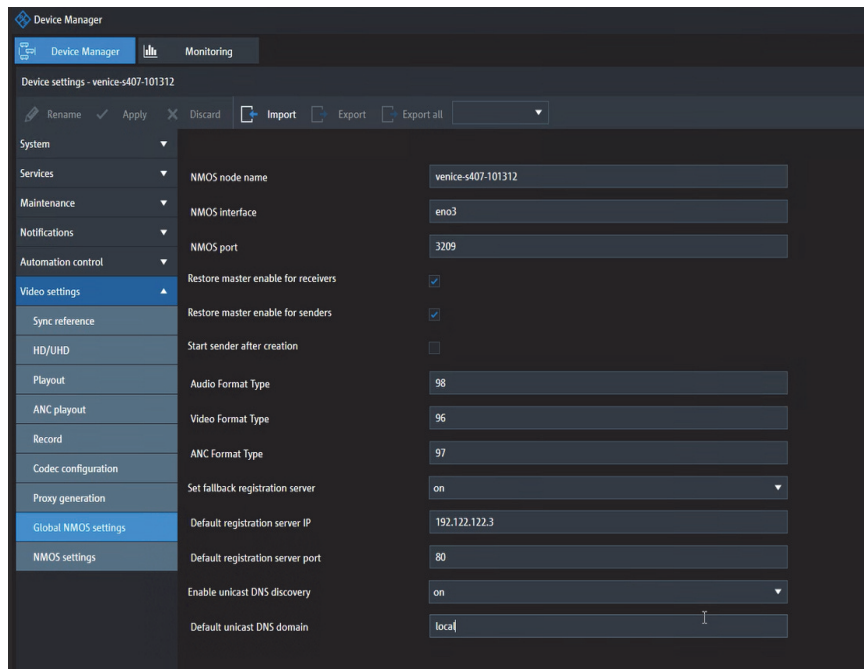 Device Manager
Device Manager Monitoring
Device settings - venice-s407-101312
Rename Apply Discard Import Export Export all
System
Services
Maintenance
Notifications
Automation control
Video settings
Sync reference
HD/UHD
Playout
ANC playout
Record
Codec configuration
Proxy generation
Global NMOS settings
NMOS settings
NMOS node name venice-s407-101312
NMOS interface eno3
NMOS port 3209
Restore master enable for receivers
Restore master enable for senders
Start sender after creation
Audio Format Type 98
Video Format Type 96
ANC Format Type 97
Set fallback registration server on
Default registration server IP 192.122.122.3
Default registration server port 80
Enable unicast DNS discovery on
Default unicast DNS domain local